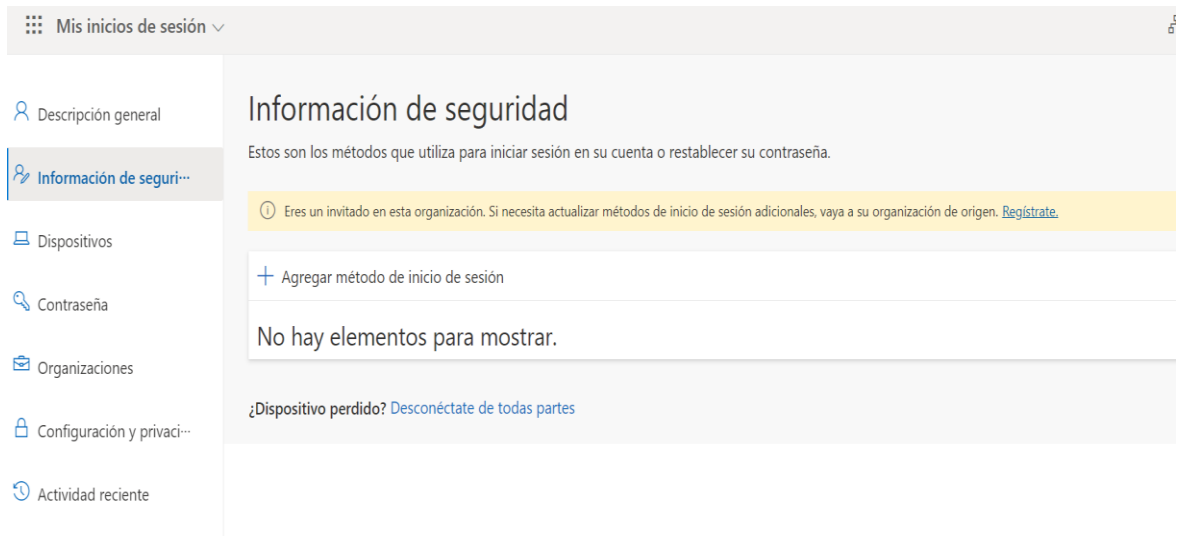 Mis inicios de sesión
Descripción general
Información de seguri...
Dispositivos
Contraseña
Organizaciones
Configuración y privaci...
Actividad reciente
Información de seguridad
Estos son los métodos que utiliza para iniciar sesión en su cuenta o restablecer su contraseña.
Eres un invitado en esta organización. Si necesita actualizar métodos de inicio de sesión adicionales, vaya a su organización de origen. Regístrate.
Agregar método de inicio de sesión
No hay elementos para mostrar.
¿Dispositivo perdido? Desconéctate de todas partes